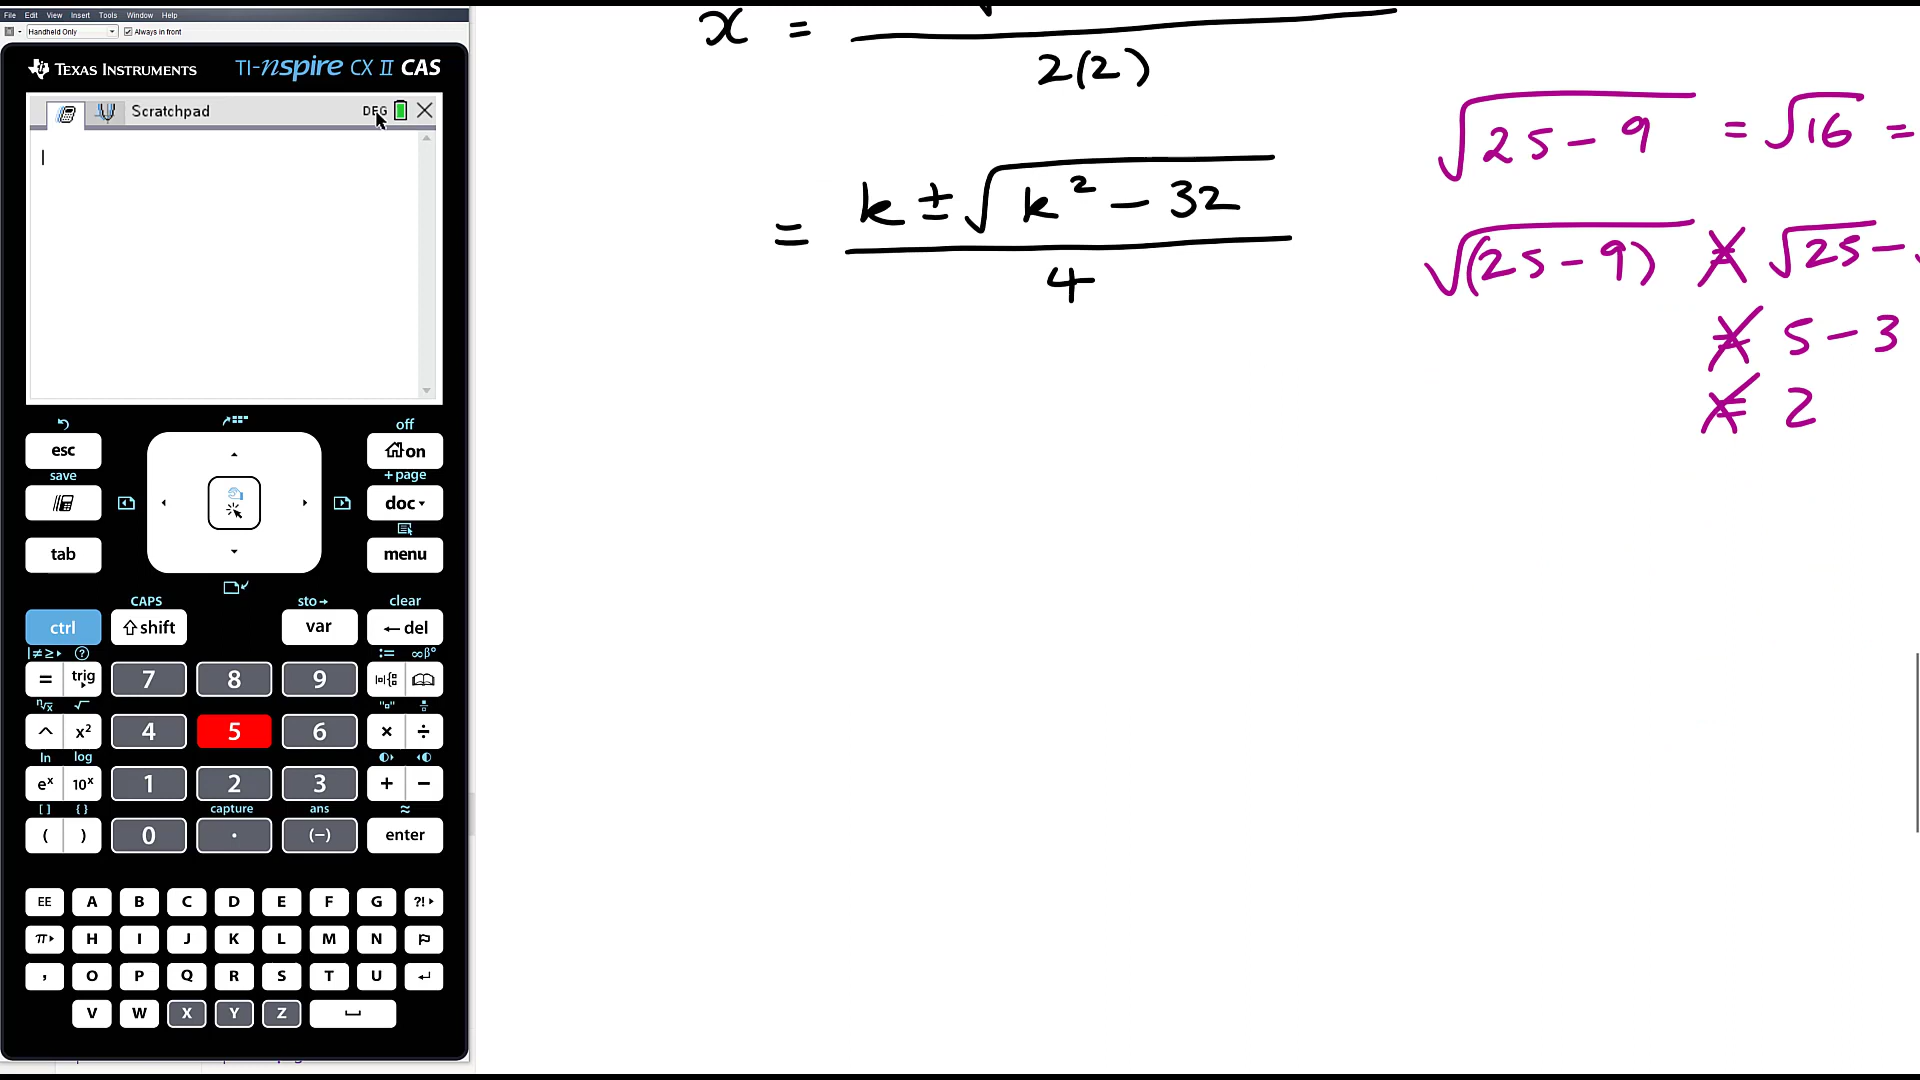 File Edit View Insert Tools Window Help
Handheld Only Always in front
TEXAS INSTRUMENTS TI-nspire CX II CAS
Scratchpad DEG
off
esc on
save +page
doc
tab menu
CAPS sto→ clear
ctrl ⇧shift var ←del
|≠≥▸ ? := ∞β°
= trig 7 8 9 |□|{
ⁿ√x √ "□"
^ x² 4 5 6 × ÷
ln log
eˣ 10ˣ 1 2 3 + −
[ ] { } capture ans ≈
( ) 0 . (−) enter
EE A B C D E F G ?!▸
π▸ H I J K L M N
, O P Q R S T U ↵
V W X Y Z
x =
2(2)
= k ± √(k² − 32)
4
√25 − 9 = √16 =
√(25 − 9) ≠ √25 −
≠ 5 − 3
≠ 2